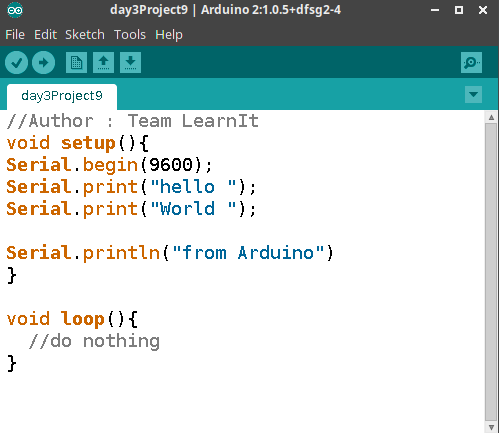 day3Project9 | Arduino 2:1.0.5+dfsg2-4
File Edit Sketch Tools Help
day3Project9
//Author : Team LearnIt
void setup(){
Serial.begin(9600);
Serial.print("hello ");
Serial.print("World ");
Serial.println("from Arduino")
}
void loop(){
//do nothing
}